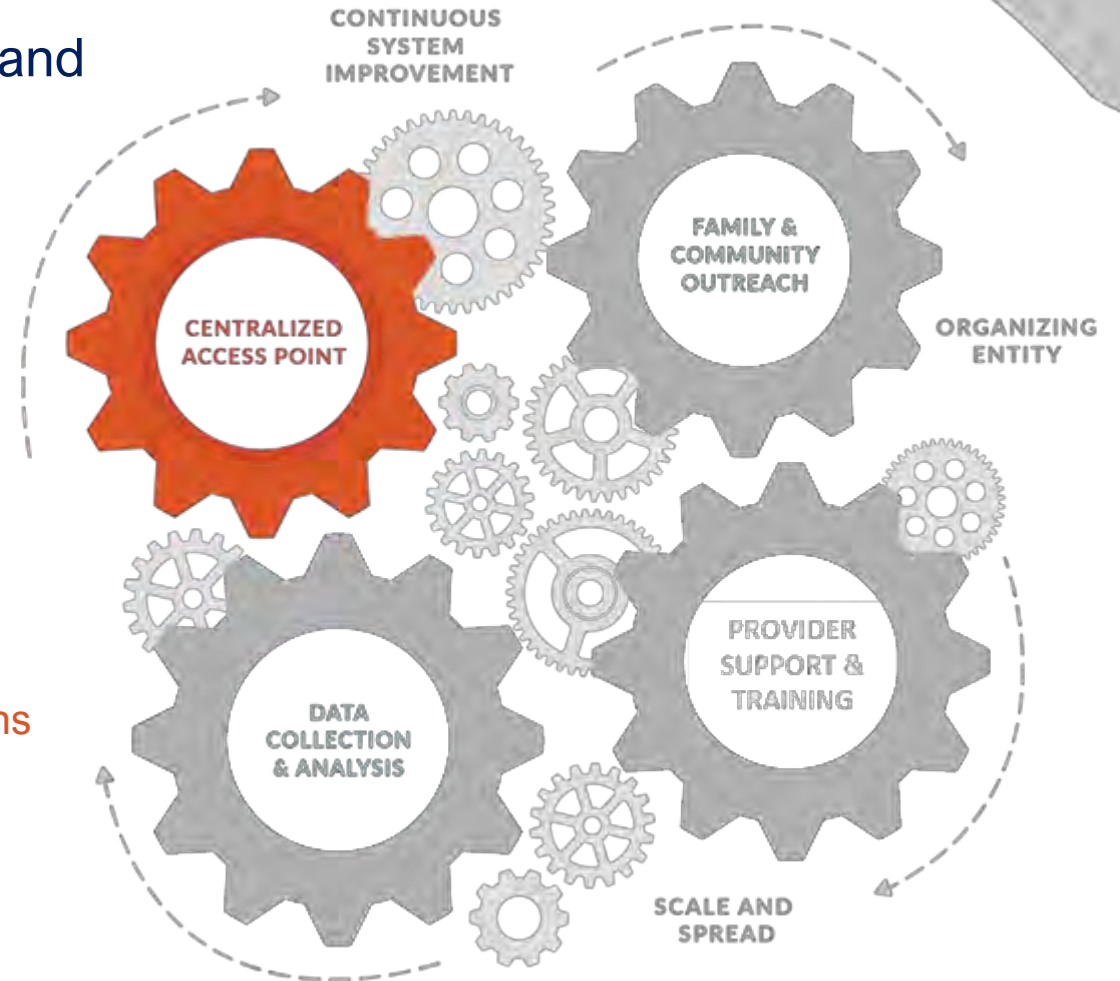 and
CONTINUOUS
SYSTEM
IMPROVEMENT
FAMILY &
COMMUNITY
OUTREACH
CENTRALIZED
ACCESS POINT
ORGANIZING
ENTITY
PROVIDER
SUPPORT &
TRAINING
ns
DATA
COLLECTION
& ANALYSIS
SCALE AND
SPREAD